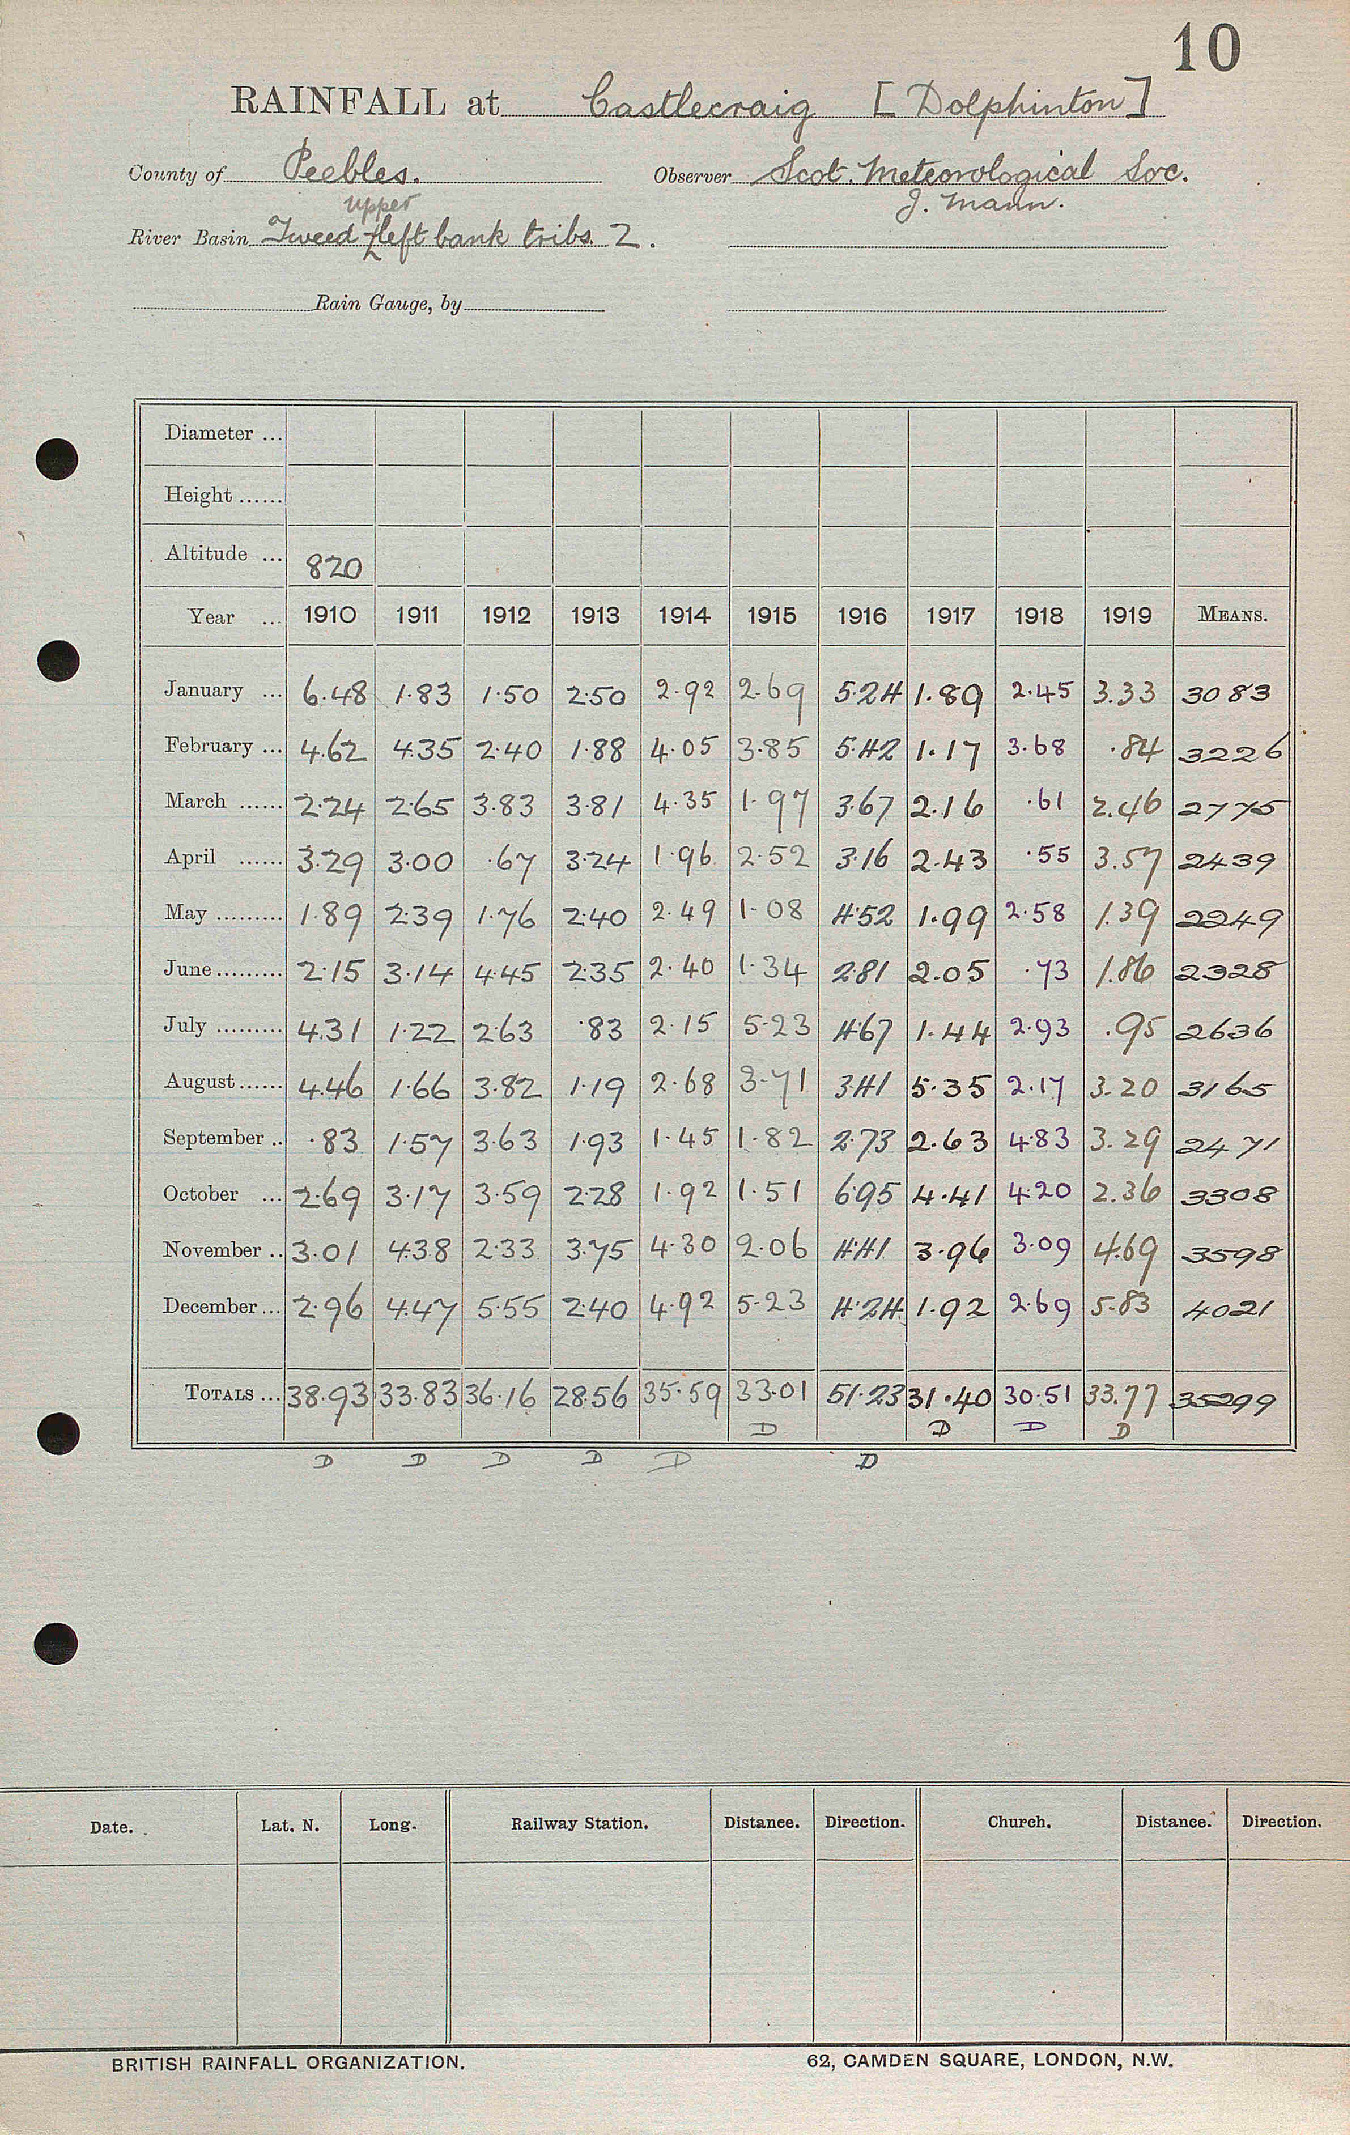 10
RAINFALL at Castlecraig [Dolphinton]
County of Peebles. Observer Scot. Meteorological Soc.
upper J. Mann.
River Basin Tweed left bank tribs. 2.
Rain Gauge, by
Diameter ...
Height ......
Altitude ... 820
Year ... 1910 1911 1912 1913 1914 1915 1916 1917 1918 1919 MEANS.
January ... 6.48 1.83 1.50 2.50 2.92 2.69 5.24 1.89 2.45 3.33 3083
February ... 4.62 4.35 2.40 1.88 4.05 3.85 5.42 1.17 3.68 .84 3226
March ...... 2.24 2.65 3.83 3.81 4.35 1.97 3.67 2.16 .61 2.46 2775
April ...... 3.29 3.00 .67 3.24 1.96 2.52 3.16 2.43 .55 3.57 2439
May ......... 1.89 2.39 1.76 2.40 2.49 1.08 4.52 1.99 2.58 1.39 2249
June ......... 2.15 3.14 4.45 2.35 2.40 1.34 2.81 2.05 .73 1.86 2328
July ......... 4.31 1.22 2.63 .83 2.15 5.23 4.67 1.44 2.93 .95 2636
August ...... 4.46 1.66 3.82 1.19 2.68 3.71 3.41 5.35 2.17 3.20 3165
September .. .83 1.57 3.63 1.93 1.45 1.82 2.73 2.63 4.83 3.29 2471
October ... 2.69 3.17 3.59 2.28 1.92 1.51 6.95 4.41 4.20 2.36 3308
November .. 3.01 4.38 2.33 3.75 4.30 2.06 4.41 3.96 3.09 4.69 3598
December ... 2.96 4.47 5.55 2.40 4.92 5.23 4.24 1.92 2.69 5.83 4021
TOTALS ... 38.93 33.83 36.16 28.56 35.59 33.01 51.23 31.40 30.51 33.77 35299
D D D D
D D D D D D
Date. Lat. N. Long. Railway Station. Distance. Direction. Church. Distance. Direction.
BRITISH RAINFALL ORGANIZATION. 62, CAMDEN SQUARE, LONDON, N.W.